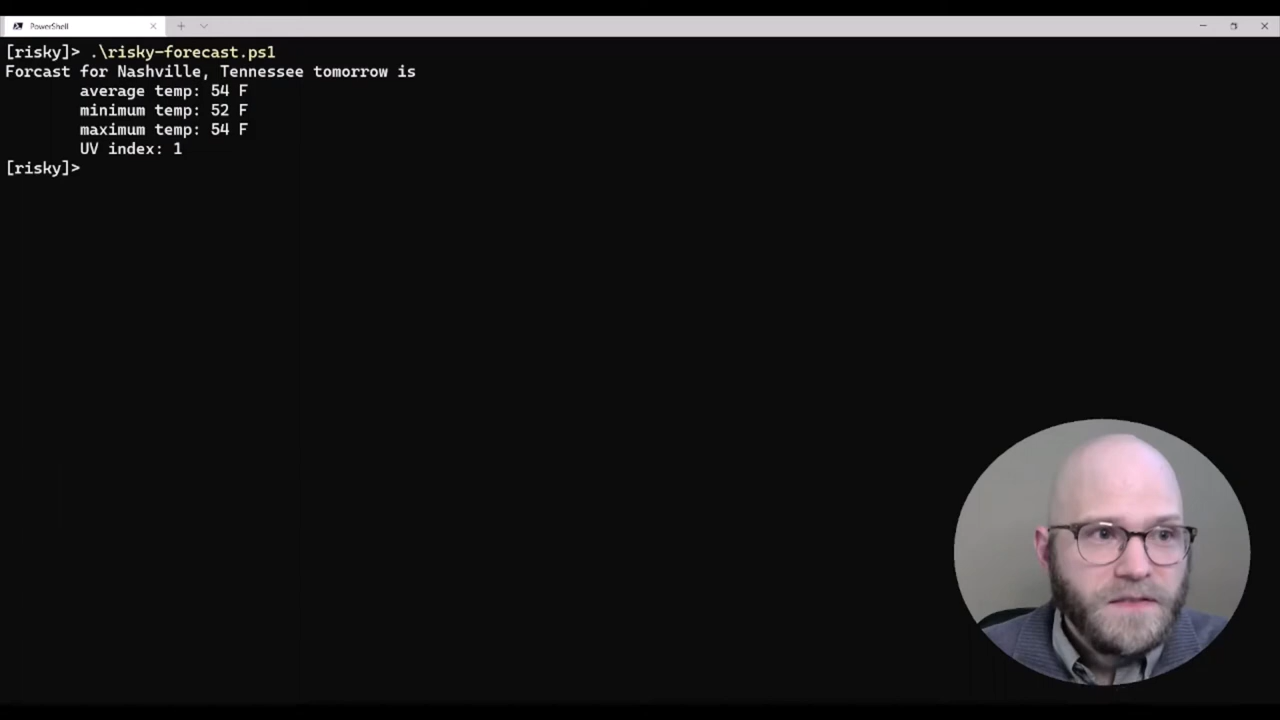 PowerShell
[risky]> .\risky-forecast.ps1
Forcast for Nashville, Tennessee tomorrow is
average temp: 54 F
minimum temp: 52 F
maximum temp: 54 F
UV index: 1
[risky]>